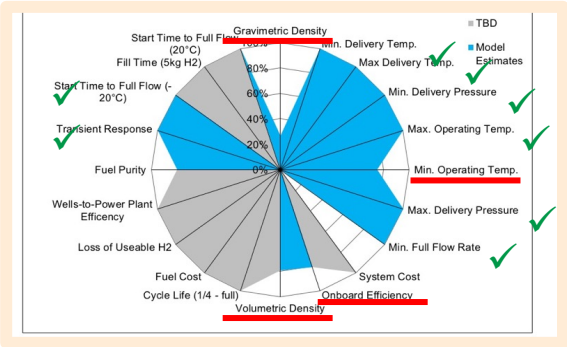 Gravimetric Density
Start Time to Full Flow
(20°C)
Fill Time (5kg H2)
Start Time to Full Flow (-
20°C)
Transient Response
Fuel Purity
Wells-to-Power Plant
Efficency
Loss of Useable H2
Fuel Cost
Cycle Life (1/4 - full)
Volumetric Density
Onboard Efficiency
System Cost
Min. Full Flow Rate
Max. Delivery Pressure
Min. Operating Temp.
Max. Operating Temp.
Min. Delivery Pressure
Max Delivery Temp.
Min. Delivery Temp.
100%
80%
60%
40%
20%
0%
TBD
Model
Estimates